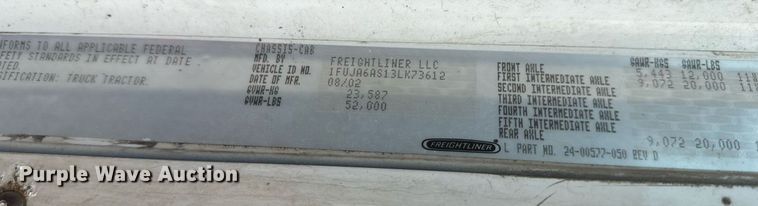 NFORMS TO ALL APPLICABLE FEDERAL
FETY STANDARDS IN EFFECT AT DATE
SIFICATION: TRUCK TRACTOR.
CHASSIS-CAB
VEHICLE ID NO.
DATE OF MFR.
GVWR-KG
GVWR-LBS
FREIGHTLINER LLC
1FUJA6AS13LK73612
08/02
23,587
52,000
FREIGHTLINER
GAWR-KGS GAWR-LBS
FRONT AXLE 5,443 12,000 11R
FIRST INTERMEDIATE AXLE 9,072 20,000 11R
SECOND INTERMEDIATE AXLE
THIRD INTERMEDIATE AXLE
FOURTH INTERMEDIATE AXLE
FIFTH INTERMEDIATE AXLE
REAR AXLE 9,072 20,000
L PART NO. 24-00577-050 REV D
Purple Wave Auction